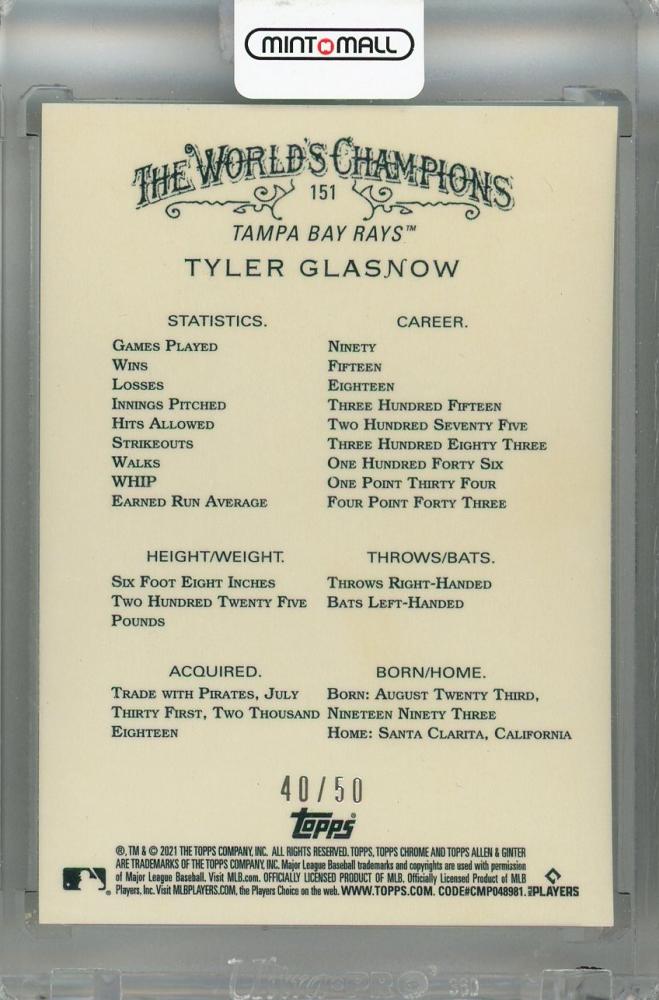 MINT MALL
THE WORLD'S CHAMPIONS
151
TAMPA BAY RAYS™
TYLER GLASNOW
STATISTICS. CAREER.
GAMES PLAYED NINETY
WINS FIFTEEN
LOSSES EIGHTEEN
INNINGS PITCHED THREE HUNDRED FIFTEEN
HITS ALLOWED TWO HUNDRED SEVENTY FIVE
STRIKEOUTS THREE HUNDRED EIGHTY THREE
WALKS ONE HUNDRED FORTY SIX
WHIP ONE POINT THIRTY FOUR
EARNED RUN AVERAGE FOUR POINT FORTY THREE
HEIGHT/WEIGHT. THROWS/BATS.
SIX FOOT EIGHT INCHES THROWS RIGHT-HANDED
TWO HUNDRED TWENTY FIVE BATS LEFT-HANDED
POUNDS
ACQUIRED. BORN/HOME.
TRADE WITH PIRATES, JULY BORN: AUGUST TWENTY THIRD,
THIRTY FIRST, TWO THOUSAND NINETEEN NINETY THREE
EIGHTEEN HOME: SANTA CLARITA, CALIFORNIA
40/50
TOPPS®
®, TM & © 2021 THE TOPPS COMPANY, INC. ALL RIGHTS RESERVED. TOPPS, TOPPS CHROME AND TOPPS ALLEN & GINTER
ARE TRADEMARKS OF THE TOPPS COMPANY, INC. Major League Baseball trademarks and copyrights are used with permission
of Major League Baseball. Visit MLB.com. OFFICIALLY LICENSED PRODUCT OF MLB. Officially Licensed Product of MLB
Players, Inc. Visit MLBPLAYERS.COM, the Players Choice on the web. WWW.TOPPS.COM. CODE#CMP048981. MLB PLAYERS
Ultra PRO